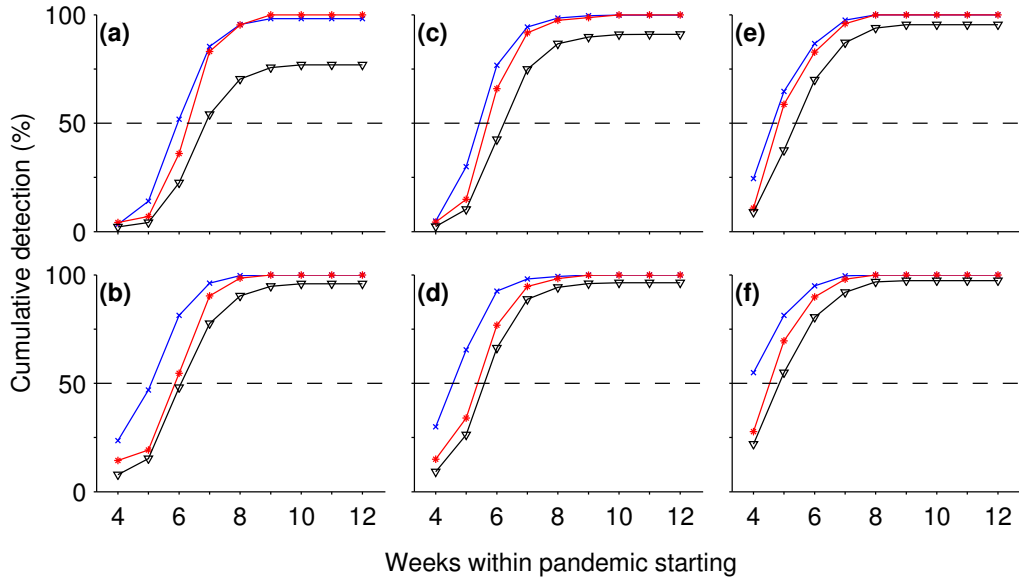 100
(a)
(c)
(e)
50
0
100
(b)
(d)
(f)
50
0
4 6 8 10 12
4 6 8 10 12
4 6 8 10 12
Cumulative detection (%)
Weeks within pandemic starting